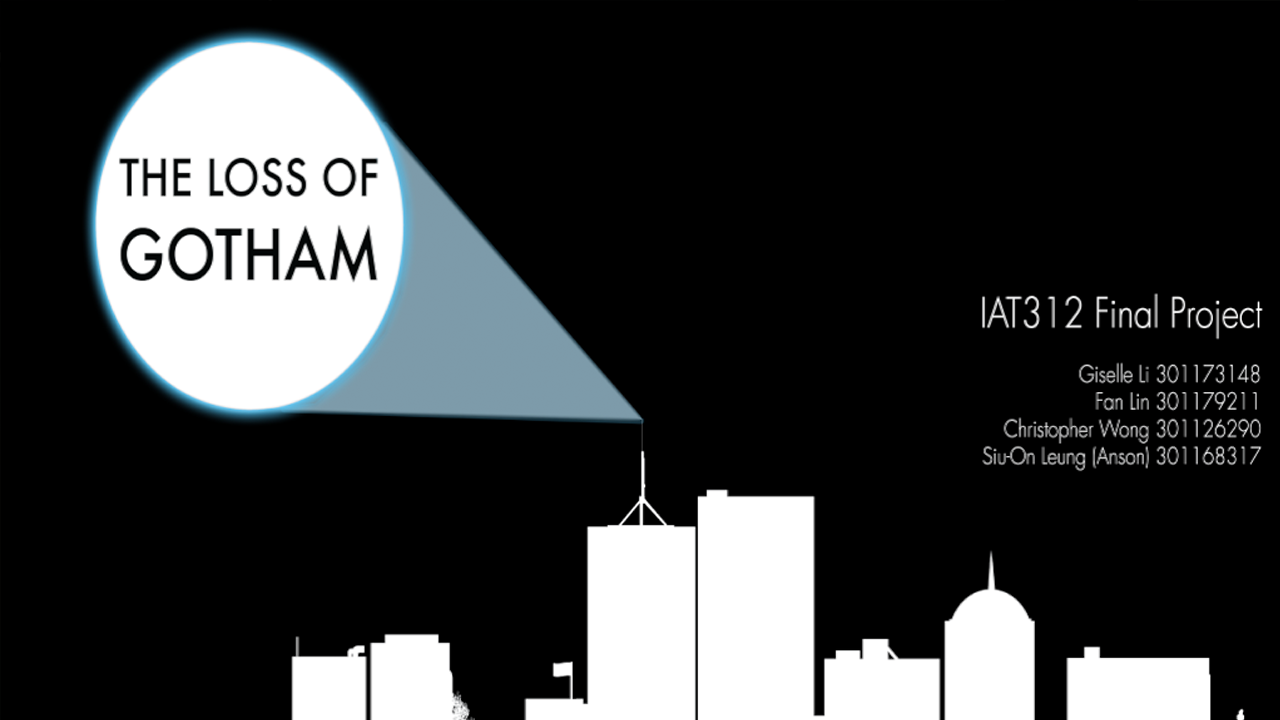 THE LOSS OF
GOTHAM
IAT312 Final Project
Giselle Li 301173148
Fan Lin 301179211
Christopher Wong 301126290
Siu-On Leung (Anson) 301168317